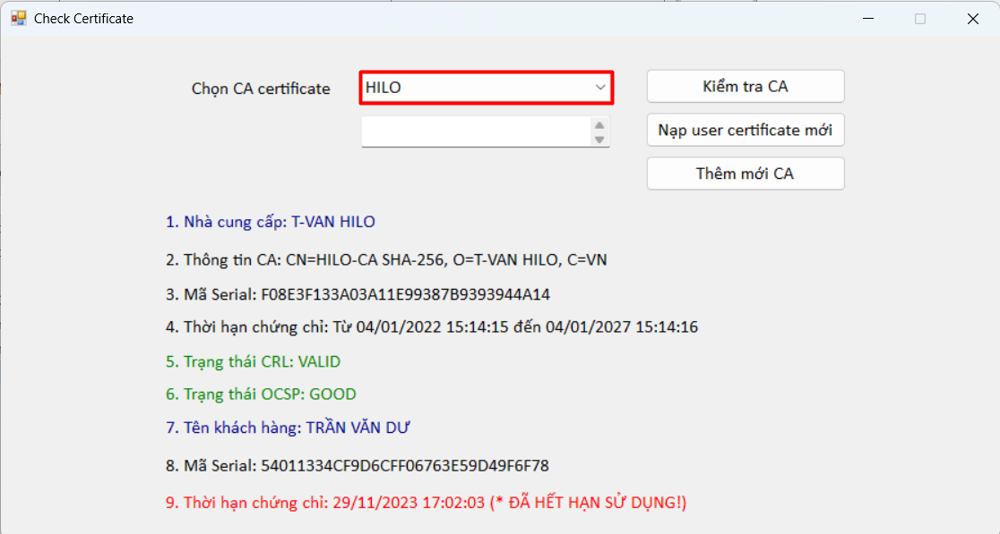 Check Certificate
Chọn CA certificate
HILO
Kiểm tra CA
Nạp user certificate mới
Thêm mới CA
1. Nhà cung cấp: T-VAN HILO
2. Thông tin CA: CN=HILO-CA SHA-256, O=T-VAN HILO, C=VN
3. Mã Serial: F08E3F133A03A11E99387B9393944A14
4. Thời hạn chứng chỉ: Từ 04/01/2022 15:14:15 đến 04/01/2027 15:14:16
5. Trạng thái CRL: VALID
6. Trạng thái OCSP: GOOD
7. Tên khách hàng: TRẦN VĂN DƯ
8. Mã Serial: 54011334CF9D6CFF06763E59D49F6F78
9. Thời hạn chứng chỉ: 29/11/2023 17:02:03 (* ĐÃ HẾT HẠN SỬ DỤNG!)